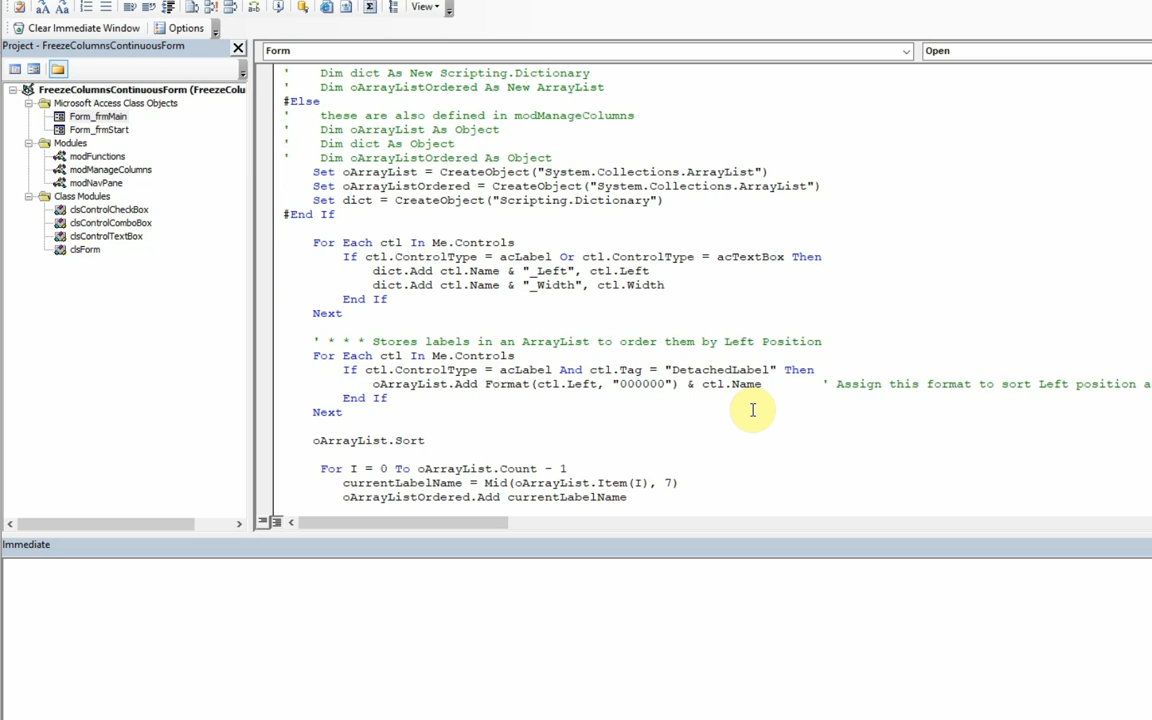 View
Clear Immediate Window
Options
Project - FreezeColumnsContinuousForm
FreezeColumnsContinuousForm (FreezeColu
Microsoft Access Class Objects
Form_frmMain
Form_frmStart
Modules
modFunctions
modManageColumns
modNavPane
Class Modules
clsControlCheckBox
clsControlComboBox
clsControlTextBox
clsForm
Form
Open
'    Dim dict As New Scripting.Dictionary
'    Dim oArrayListOrdered As New ArrayList
#Else
'    these are also defined in modManageColumns
'    Dim oArrayList As Object
'    Dim dict As Object
'    Dim oArrayListOrdered As Object
    Set oArrayList = CreateObject("System.Collections.ArrayList")
    Set oArrayListOrdered = CreateObject("System.Collections.ArrayList")
    Set dict = CreateObject("Scripting.Dictionary")
#End If
    For Each ctl In Me.Controls
        If ctl.ControlType = acLabel Or ctl.ControlType = acTextBox Then
            dict.Add ctl.Name & "_Left", ctl.Left
            dict.Add ctl.Name & "_Width", ctl.Width
        End If
    Next
    ' * * * Stores labels in an ArrayList to order them by Left Position
    For Each ctl In Me.Controls
        If ctl.ControlType = acLabel And ctl.Tag = "DetachedLabel" Then
            oArrayList.Add Format(ctl.Left, "000000") & ctl.Name        ' Assign this format to sort Left position a
        End If
    Next
    oArrayList.Sort
     For I = 0 To oArrayList.Count - 1
        currentLabelName = Mid(oArrayList.Item(I), 7)
        oArrayListOrdered.Add currentLabelName
Immediate